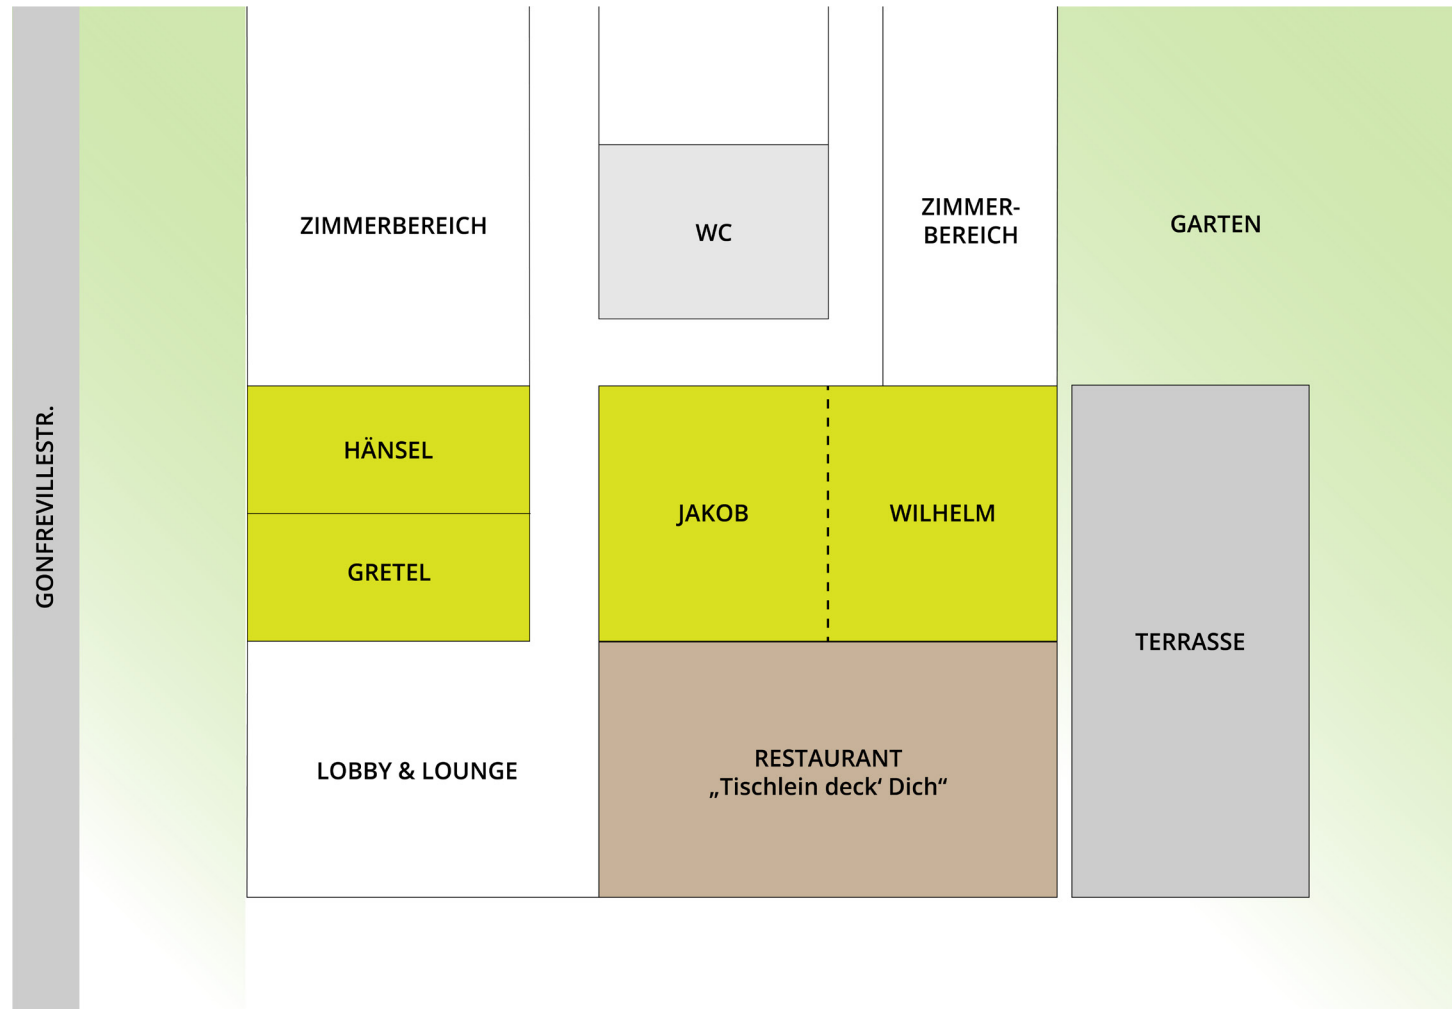 ZIMMERBEREICH
WC
ZIMMER-
BEREICH
GARTEN
GONFREVILLESTR.
HÄNSEL
GRETEL
JAKOB
WILHELM
TERRASSE
LOBBY & LOUNGE
RESTAURANT
„Tischlein deck‘ Dich“